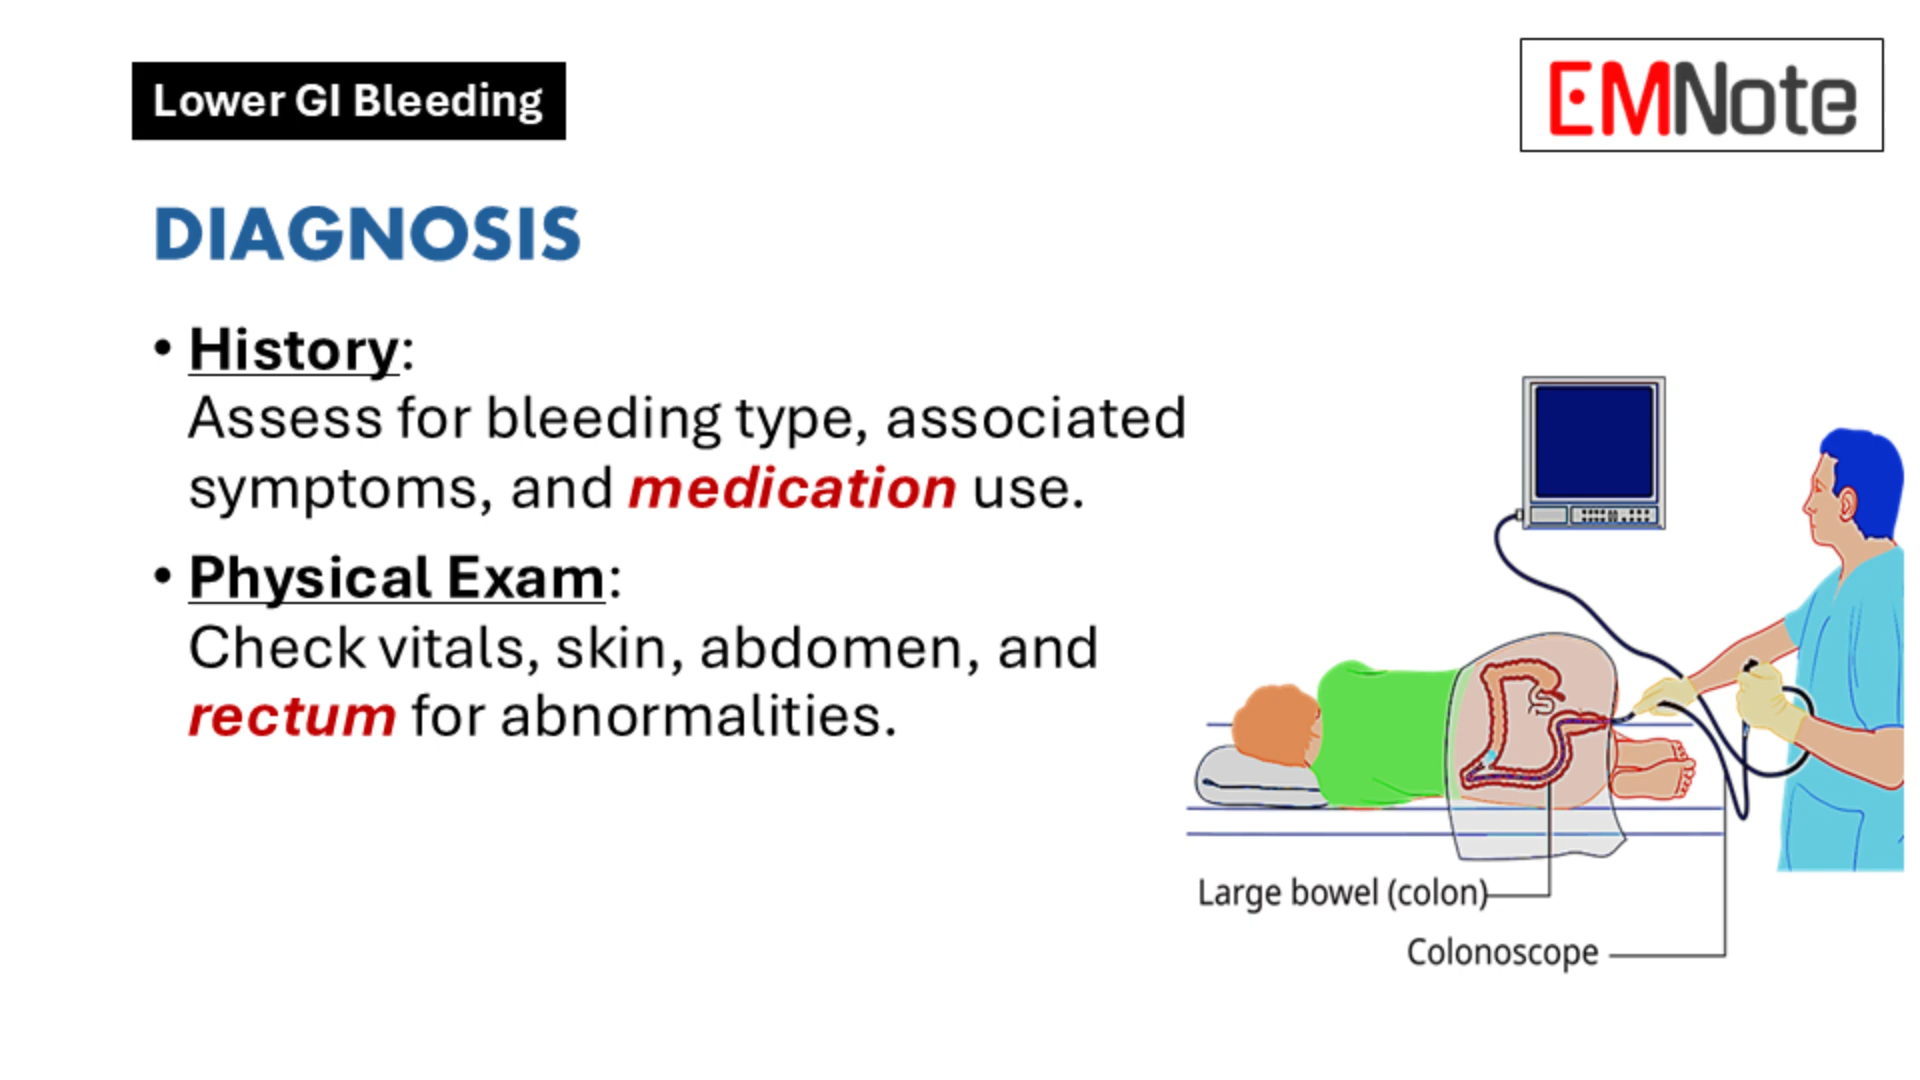 Lower GI Bleeding
EMNote
DIAGNOSIS
• History:
Assess for bleeding type, associated
symptoms, and medication use.
• Physical Exam:
Check vitals, skin, abdomen, and
rectum for abnormalities.
Large bowel (colon)
Colonoscope